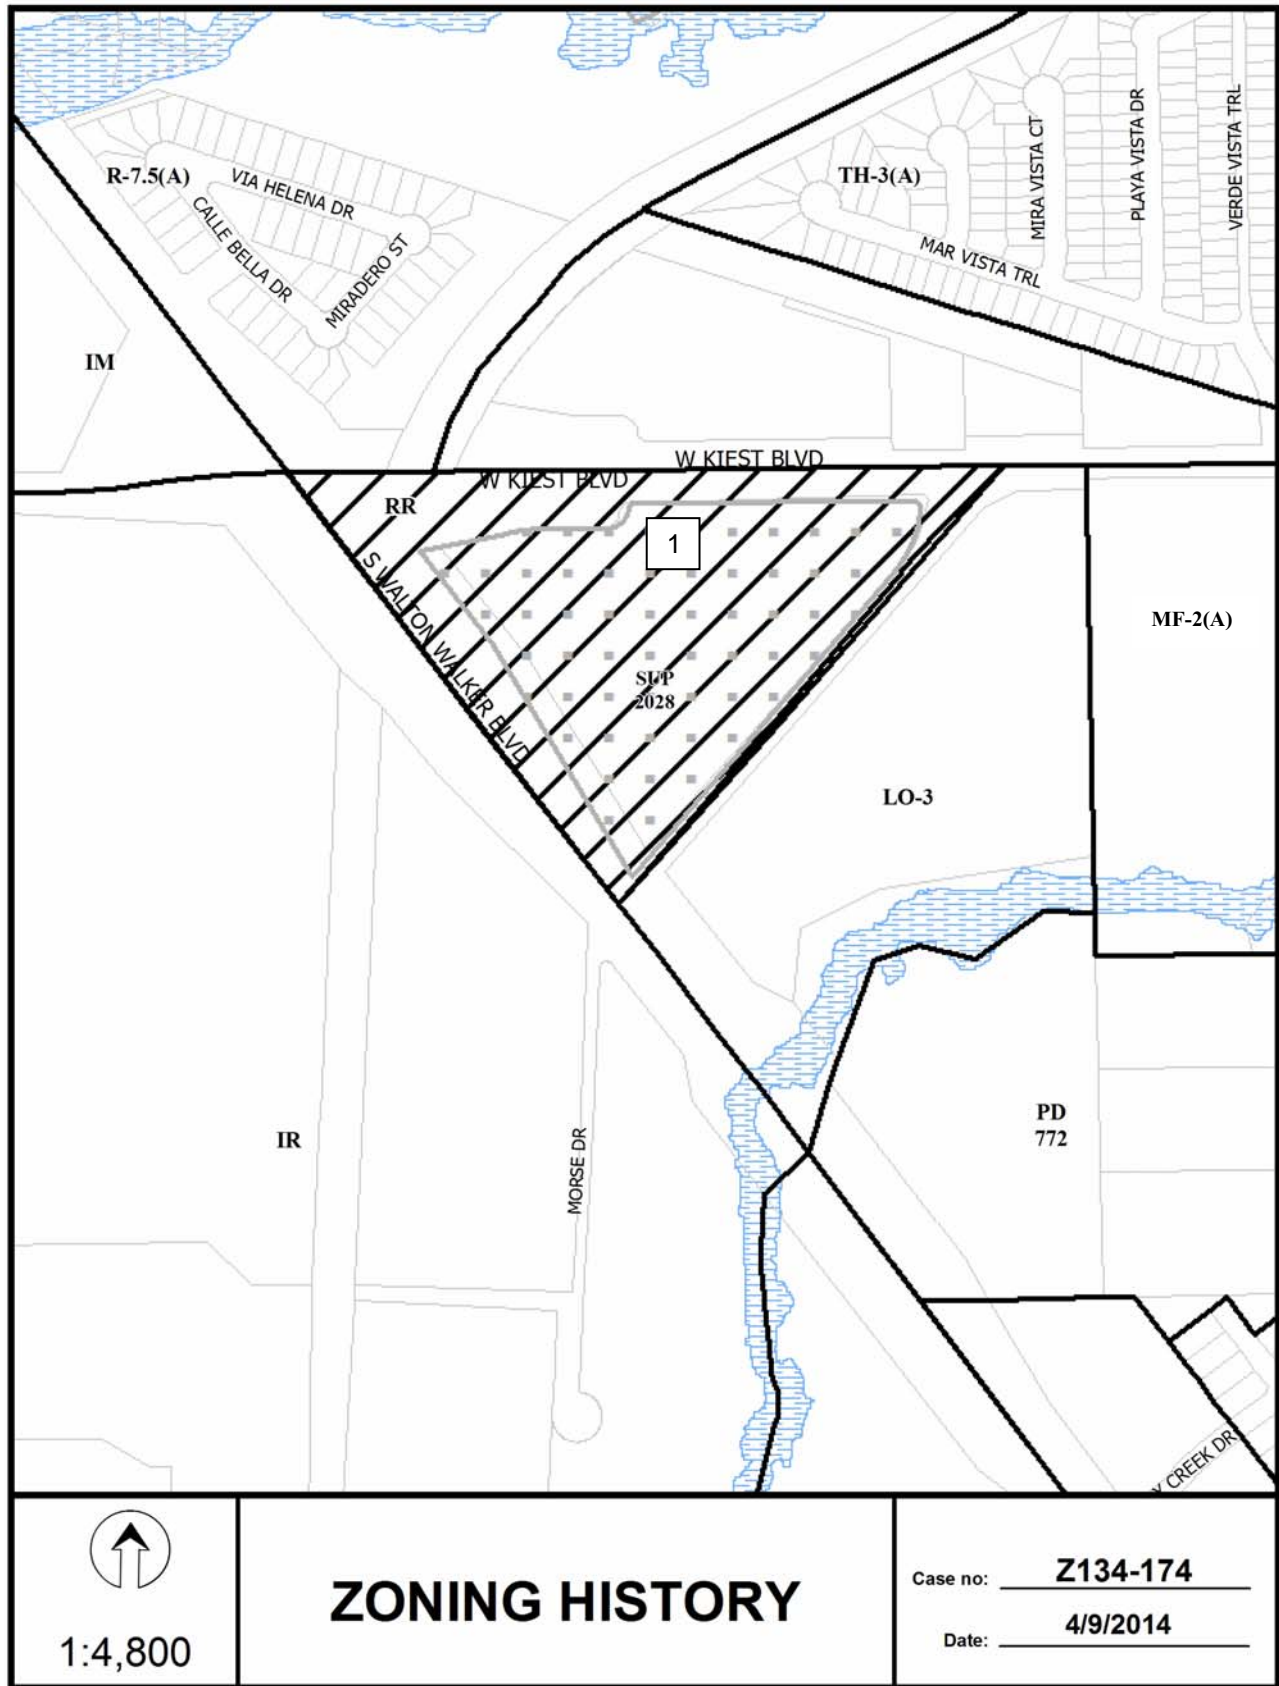 R-7.5(A)
VIA HELENA DR
CALLE BELLA DR
MIRADERO ST
TH-3(A)
MIRA VISTA CT
PLAYA VISTA DR
VERDE VISTA TRL
MAR VISTA TRL
IM
W KIEST BLVD
W KIEST BLVD
RR
1
S WALTON WALKER BLVD
MF-2(A)
SUP
2028
LO-3
IR
MORSE DR
PD
772
CREEK DR
1:4,800
ZONING HISTORY
Case no: Z134-174
Date: 4/9/2014